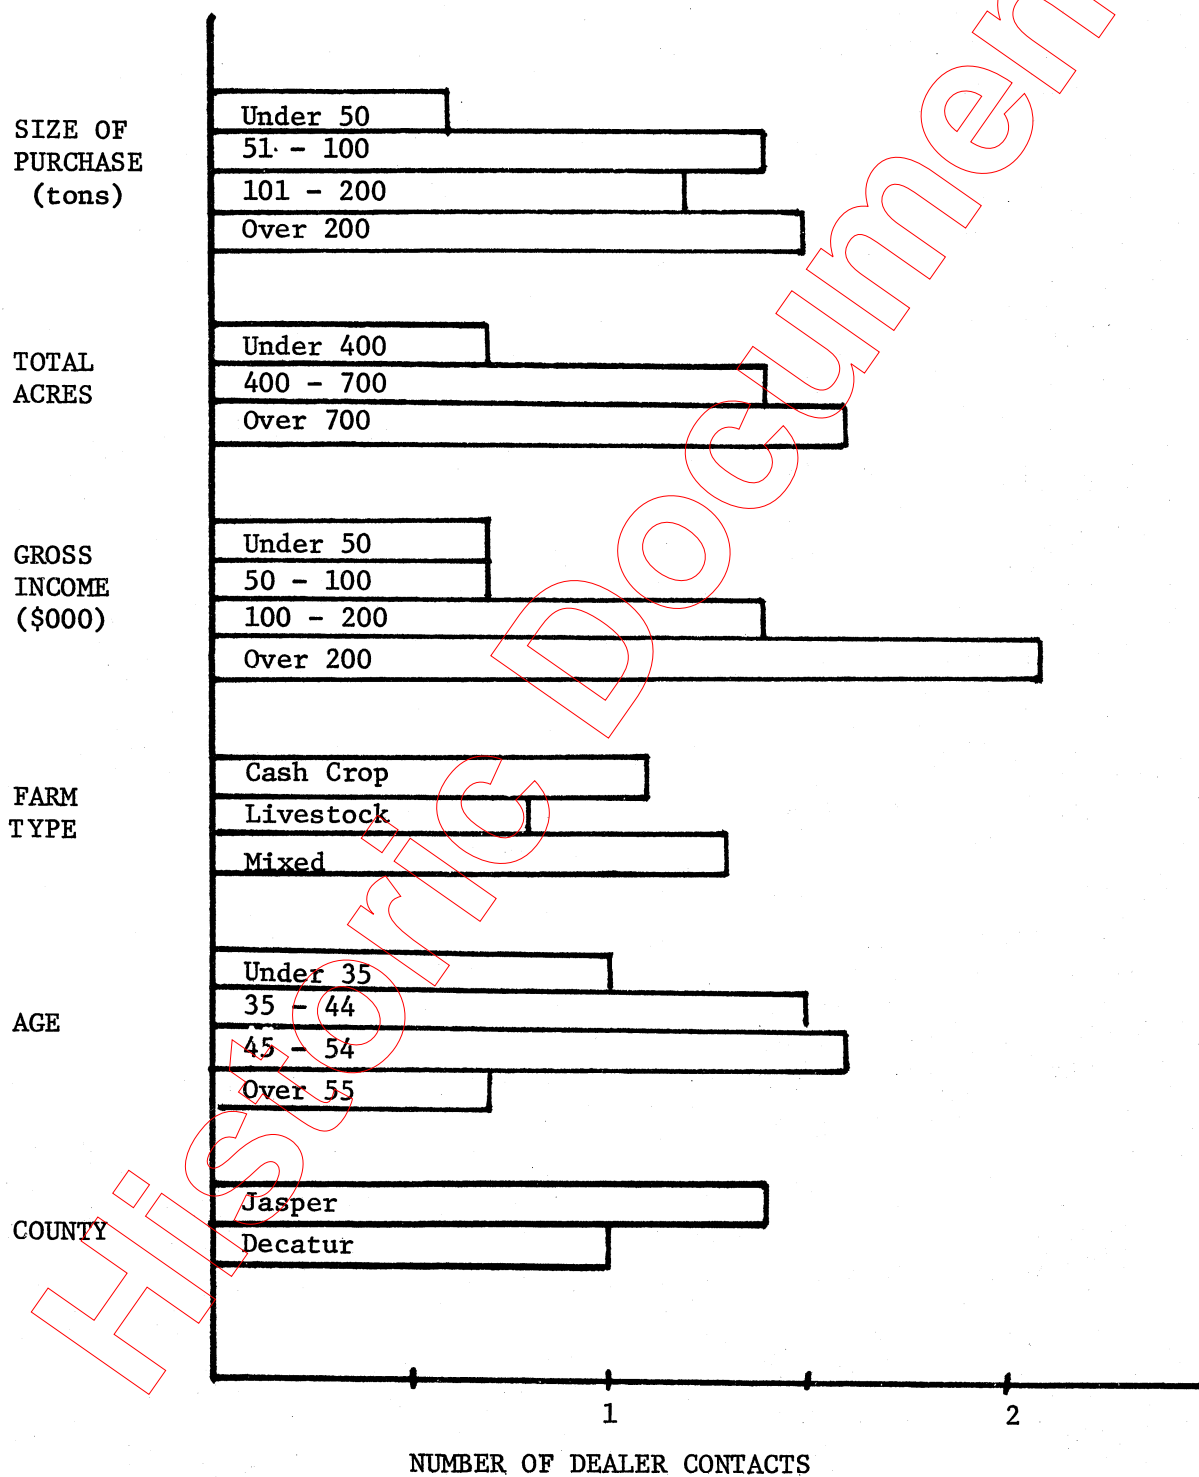 SIZE OF
PURCHASE
(tons)
Under 50
51 - 100
101 - 200
Over 200
TOTAL
ACRES
Under 400
400 - 700
Over 700
GROSS
INCOME
($000)
Under 50
50 - 100
100 - 200
Over 200
FARM
TYPE
Cash Crop
Livestock
Mixed
AGE
Under 35
35 - 44
45 - 54
Over 55
COUNTY
Jasper
Decatur
1
2
NUMBER OF DEALER CONTACTS
Historic Documen